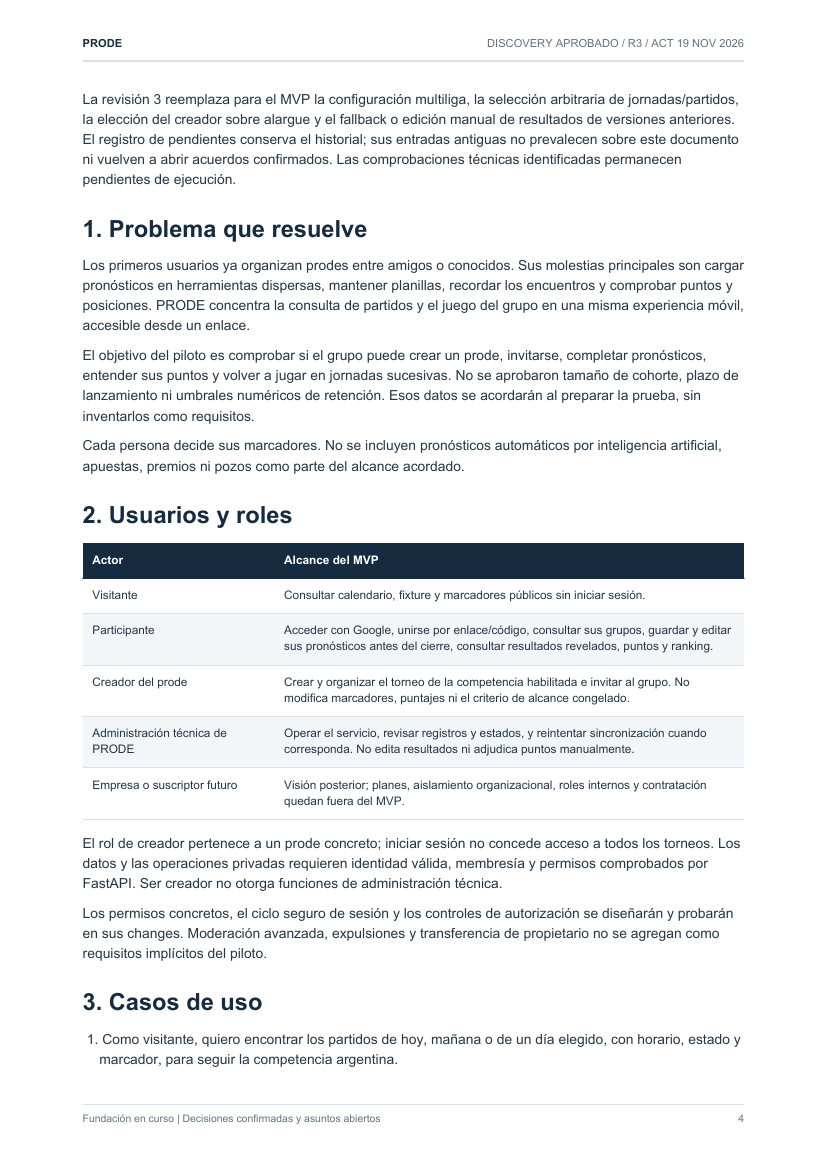 PRODE
DISCOVERY APROBADO / R3 / ACT 19 NOV 2026
La revisión 3 reemplaza para el MVP la configuración multiliga, la selección arbitraria de jornadas/partidos,
la elección del creador sobre alargue y el fallback o edición manual de resultados de versiones anteriores.
El registro de pendientes conserva el historial; sus entradas antiguas no prevalecen sobre este documento
ni vuelven a abrir acuerdos confirmados. Las comprobaciones técnicas identificadas permanecen
pendientes de ejecución.
1. Problema que resuelve
Los primeros usuarios ya organizan prodes entre amigos o conocidos. Sus molestias principales son cargar
pronósticos en herramientas dispersas, mantener planillas, recordar los encuentros y comprobar puntos y
posiciones. PRODE concentra la consulta de partidos y el juego del grupo en una misma experiencia móvil,
accesible desde un enlace.
El objetivo del piloto es comprobar si el grupo puede crear un prode, invitarse, completar pronósticos,
entender sus puntos y volver a jugar en jornadas sucesivas. No se aprobaron tamaño de cohorte, plazo de
lanzamiento ni umbrales numéricos de retención. Esos datos se acordarán al preparar la prueba, sin
inventarlos como requisitos.
Cada persona decide sus marcadores. No se incluyen pronósticos automáticos por inteligencia artificial,
apuestas, premios ni pozos como parte del alcance acordado.
2. Usuarios y roles
Actor
Alcance del MVP
Visitante
Consultar calendario, fixture y marcadores públicos sin iniciar sesión.
Participante
Acceder con Google, unirse por enlace/código, consultar sus grupos, guardar y editar
sus pronósticos antes del cierre, consultar resultados revelados, puntos y ranking.
Creador del prode
Crear y organizar el torneo de la competencia habilitada e invitar al grupo. No
modifica marcadores, puntajes ni el criterio de alcance congelado.
Administración técnica de
PRODE
Operar el servicio, revisar registros y estados, y reintentar sincronización cuando
corresponda. No edita resultados ni adjudica puntos manualmente.
Empresa o suscriptor futuro
Visión posterior; planes, aislamiento organizacional, roles internos y contratación
quedan fuera del MVP.
El rol de creador pertenece a un prode concreto; iniciar sesión no concede acceso a todos los torneos. Los
datos y las operaciones privadas requieren identidad válida, membresía y permisos comprobados por
FastAPI. Ser creador no otorga funciones de administración técnica.
Los permisos concretos, el ciclo seguro de sesión y los controles de autorización se diseñarán y probarán
en sus changes. Moderación avanzada, expulsiones y transferencia de propietario no se agregan como
requisitos implícitos del piloto.
3. Casos de uso
1. Como visitante, quiero encontrar los partidos de hoy, mañana o de un día elegido, con horario, estado y
marcador, para seguir la competencia argentina.
Fundación en curso | Decisiones confirmadas y asuntos abiertos
4